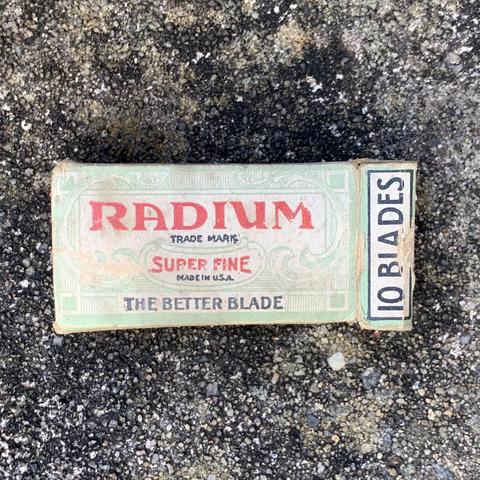 RADIUM
TRADE MARK
SUPER FINE
MADE IN U.S.A.
THE BETTER BLADE
10 BLADES